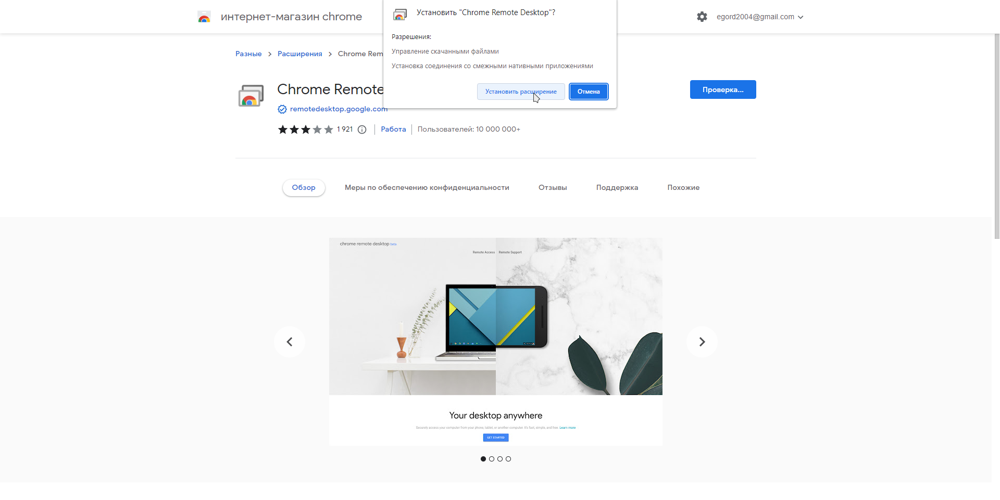 интернет-магазин chrome
Установить "Chrome Remote Desktop"?
egord2004@gmail.com
Разрешения:
Управление скачанными файлами
Установка соединения со смежными нативными приложениями
Установить расширение
Отмена
Разные
Расширения
Chrome Rem
Chrome Remote
Проверка...
remotedesktop.google.com
1 921
Работа
Пользователей: 10 000 000+
Обзор
Меры по обеспечению конфиденциальности
Отзывы
Поддержка
Похожие
chrome remote desktop beta
Remote Access
Remote Support
Your desktop anywhere
Securely access your computer from your phone, tablet, or another computer. It's fast, simple, and free. Learn more
GET STARTED